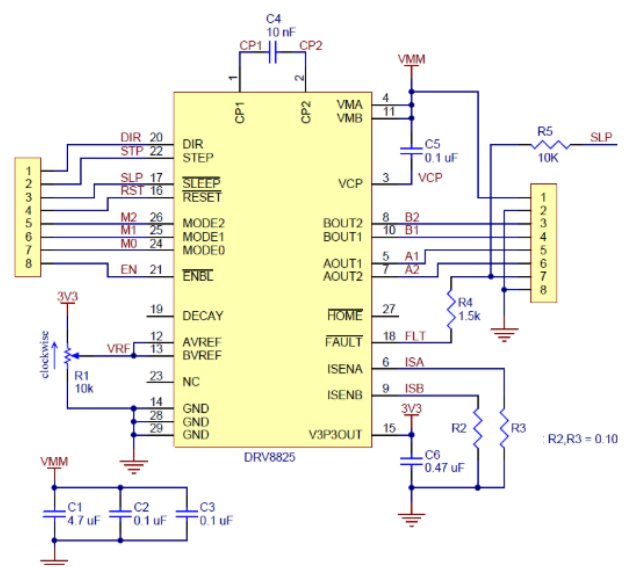 C4
10 nF
CP1 CP2
1 2
CP1 CP2
VMM
4 VMA
11 VMB
C5
0.1 uF
3 VCP
VCP
R5
10K
SLP
DIR 20 DIR
STP 22 STEP
SLP 17 SLEEP
RST 16 RESET
M2 26 MODE2
M1 25 MODE1
M0 24 MODE0
EN 21 ENBL
1
2
3
4
5
6
7
8
BOUT2 8 B2
BOUT1 10 B1
AOUT1 5 A1
AOUT2 7 A2
1
2
3
4
5
6
7
8
19 DECAY
HOME 27
R4
1.5k
3V3
12 AVREF
13 BVREF
VRF
clockwise
R1
10k
FAULT 18 FLT
23 NC
ISENA 6 ISA
ISENB 9 ISB
14 GND
28 GND
29 GND
3V3
V3P3OUT 15
R2 R3 : R2,R3 = 0.10
DRV8825
C6
0.47 uF
VMM
C1
4.7 uF
C2
0.1 uF
C3
0.1 uF